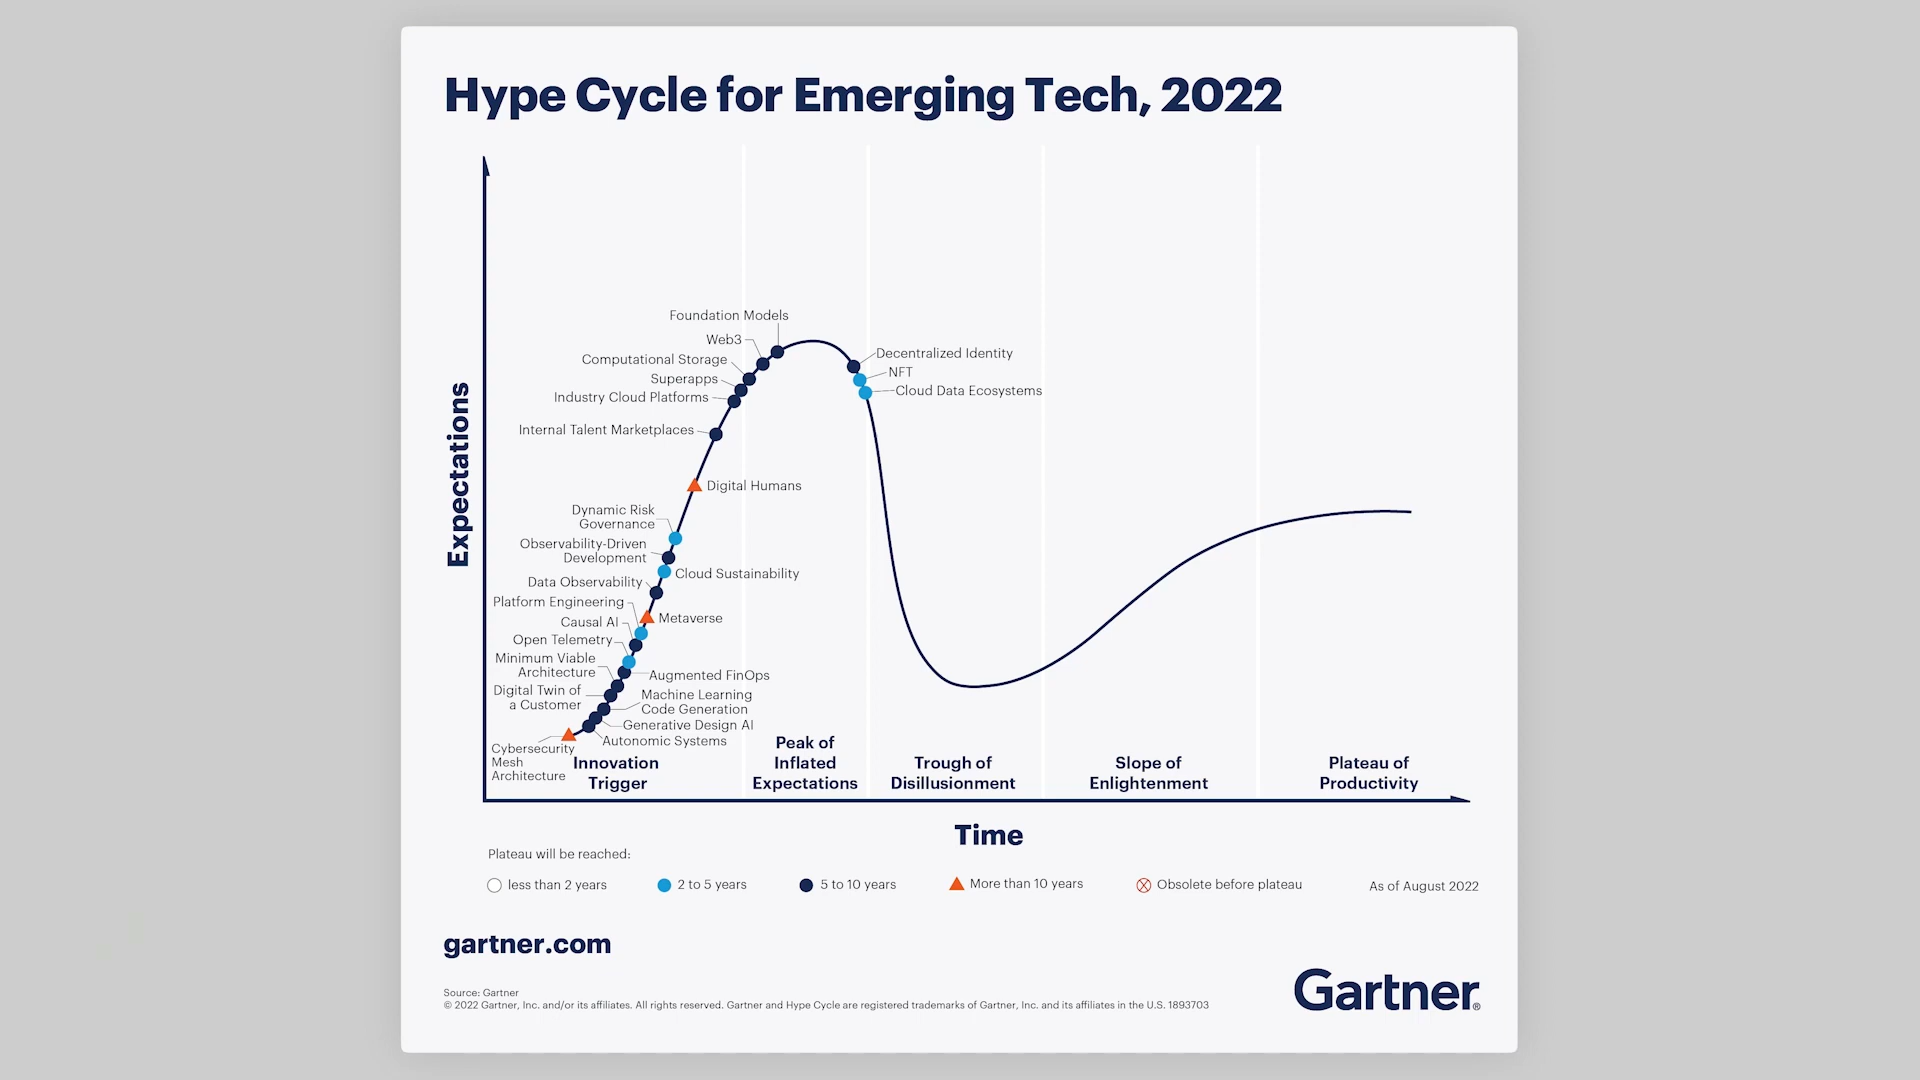 Hype Cycle for Emerging Tech, 2022
Expectations
Foundation Models
Web3
Computational Storage
Superapps
Industry Cloud Platforms
Internal Talent Marketplaces
Decentralized Identity
NFT
Cloud Data Ecosystems
Digital Humans
Dynamic Risk
Governance
Observability-Driven
Development
Cloud Sustainability
Data Observability
Platform Engineering
Metaverse
Causal AI
Open Telemetry
Minimum Viable
Architecture
Augmented FinOps
Digital Twin of
a Customer
Machine Learning
Code Generation
Generative Design AI
Autonomic Systems
Cybersecurity
Mesh
Architecture
Innovation
Trigger
Peak of
Inflated
Expectations
Trough of
Disillusionment
Slope of
Enlightenment
Plateau of
Productivity
Time
Plateau will be reached:
less than 2 years
2 to 5 years
5 to 10 years
More than 10 years
Obsolete before plateau
As of August 2022
gartner.com
Source: Gartner
© 2022 Gartner, Inc. and/or its affiliates. All rights reserved. Gartner and Hype Cycle are registered trademarks of Gartner, Inc. and its affiliates in the U.S. 1893703
Gartner®